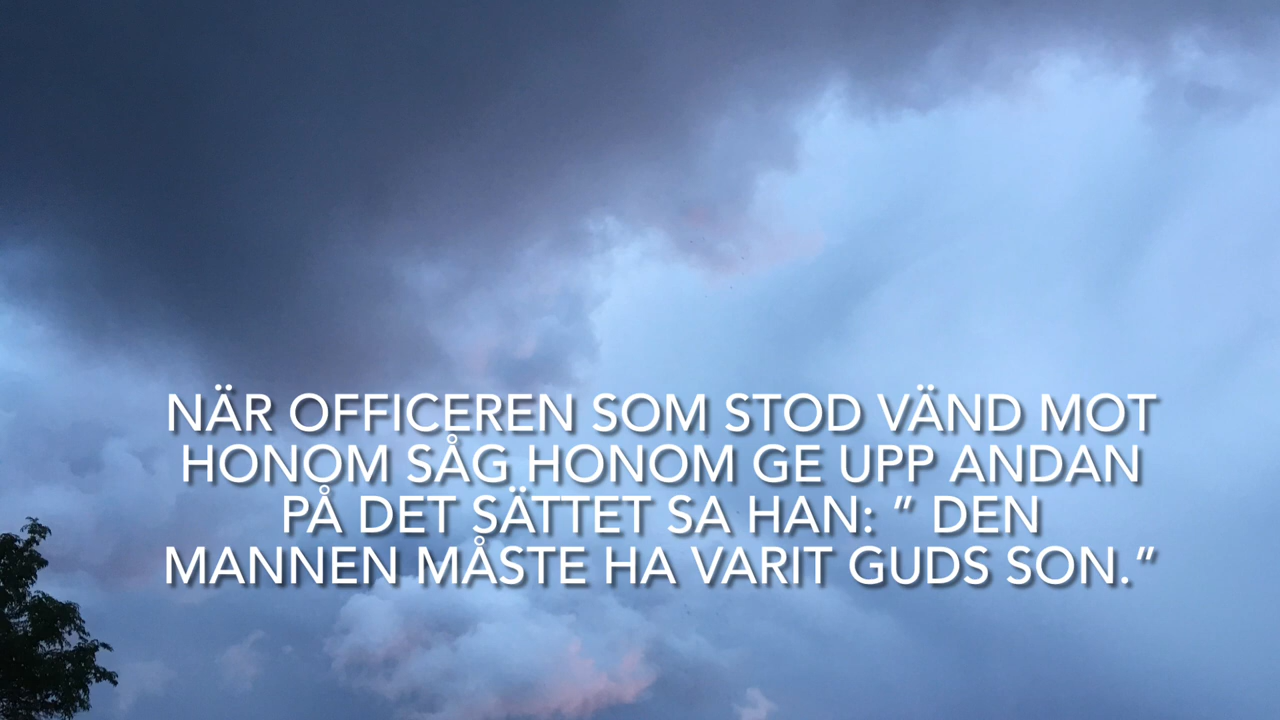 NÄR OFFICEREN SOM STOD VÄND MOT
HONOM SÅG HONOM GE UPP ANDAN
PÅ DET SÄTTET SA HAN: ” DEN
MANNEN MÅSTE HA VARIT GUDS SON.”